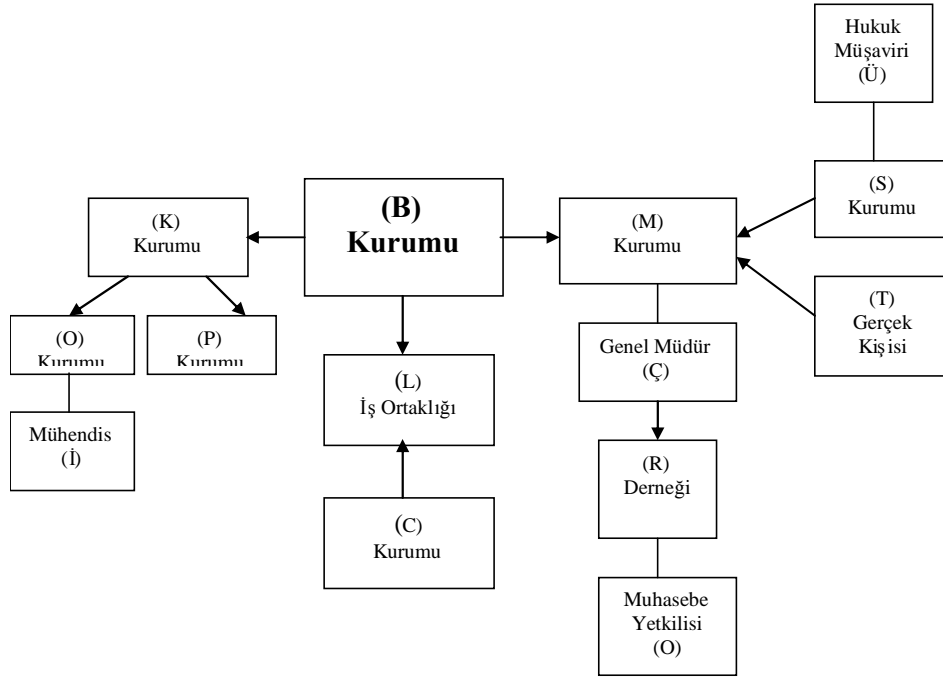 Hukuk
Müşaviri
(Ü)
(B)
Kurumu
(K)
Kurumu
(M)
Kurumu
(S)
Kurumu
(O)
Kurumu
(P)
Kurumu
(T)
Gerçek
Kişisi
Genel Müdür
(Ç)
(L)
İş Ortaklığı
Mühendis
(İ)
(R)
Derneği
(C)
Kurumu
Muhasebe
Yetkilisi
(O)